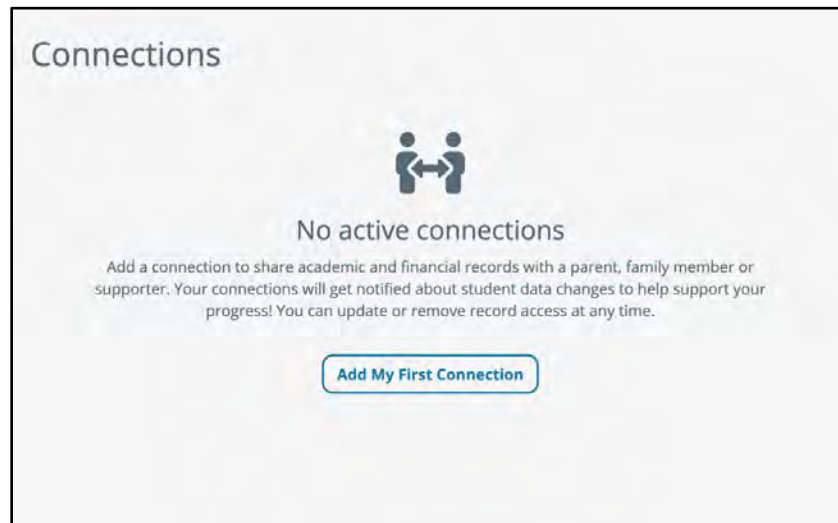 Connections
No active connections
Add a connection to share academic and financial records with a parent, family member or
supporter. Your connections will get notified about student data changes to help support your
progress! You can update or remove record access at any time.
Add My First Connection